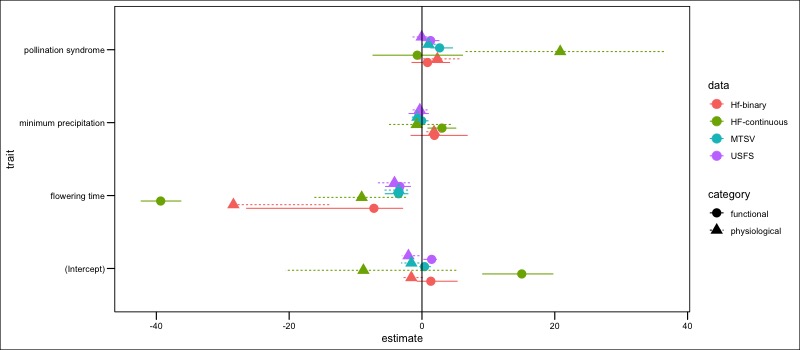 trait
pollination syndrome
minimum precipitation
flowering time
(Intercept)
-40
-20
0
20
40
estimate
data
Hf-binary
HF-continuous
MTSV
USFS
category
functional
physiological